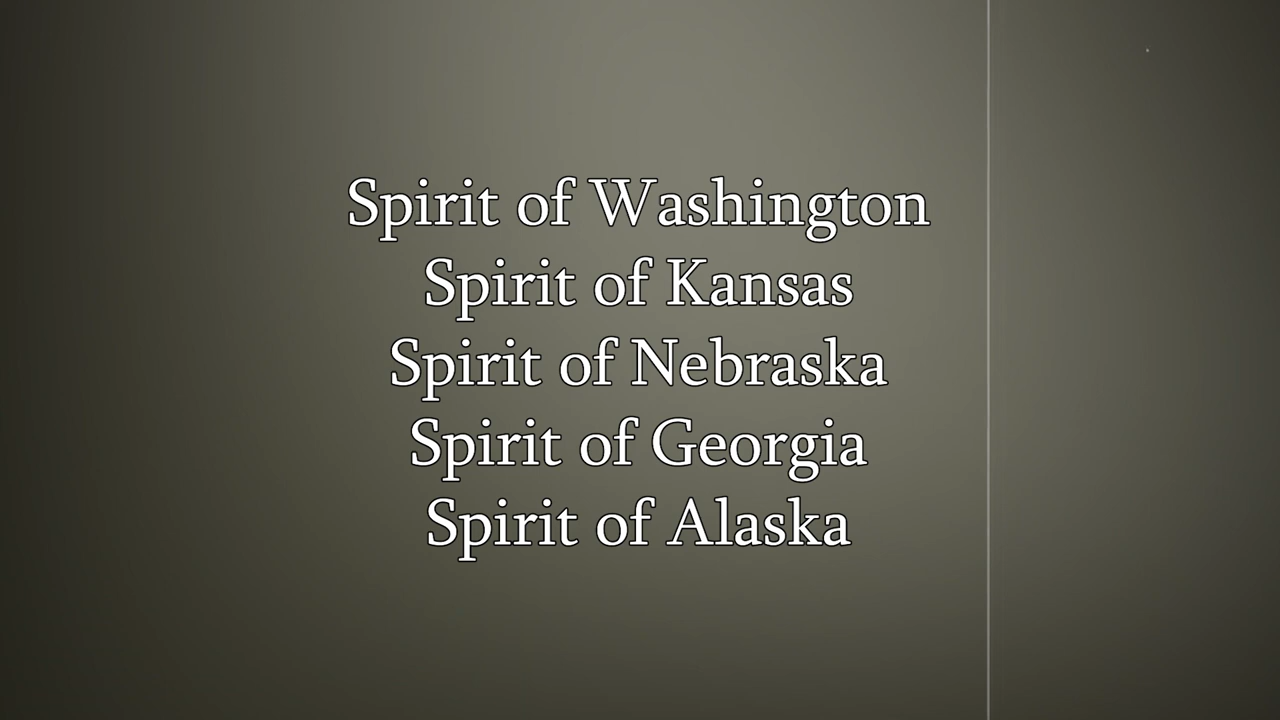 Spirit of Washington
Spirit of Kansas
Spirit of Nebraska
Spirit of Georgia
Spirit of Alaska